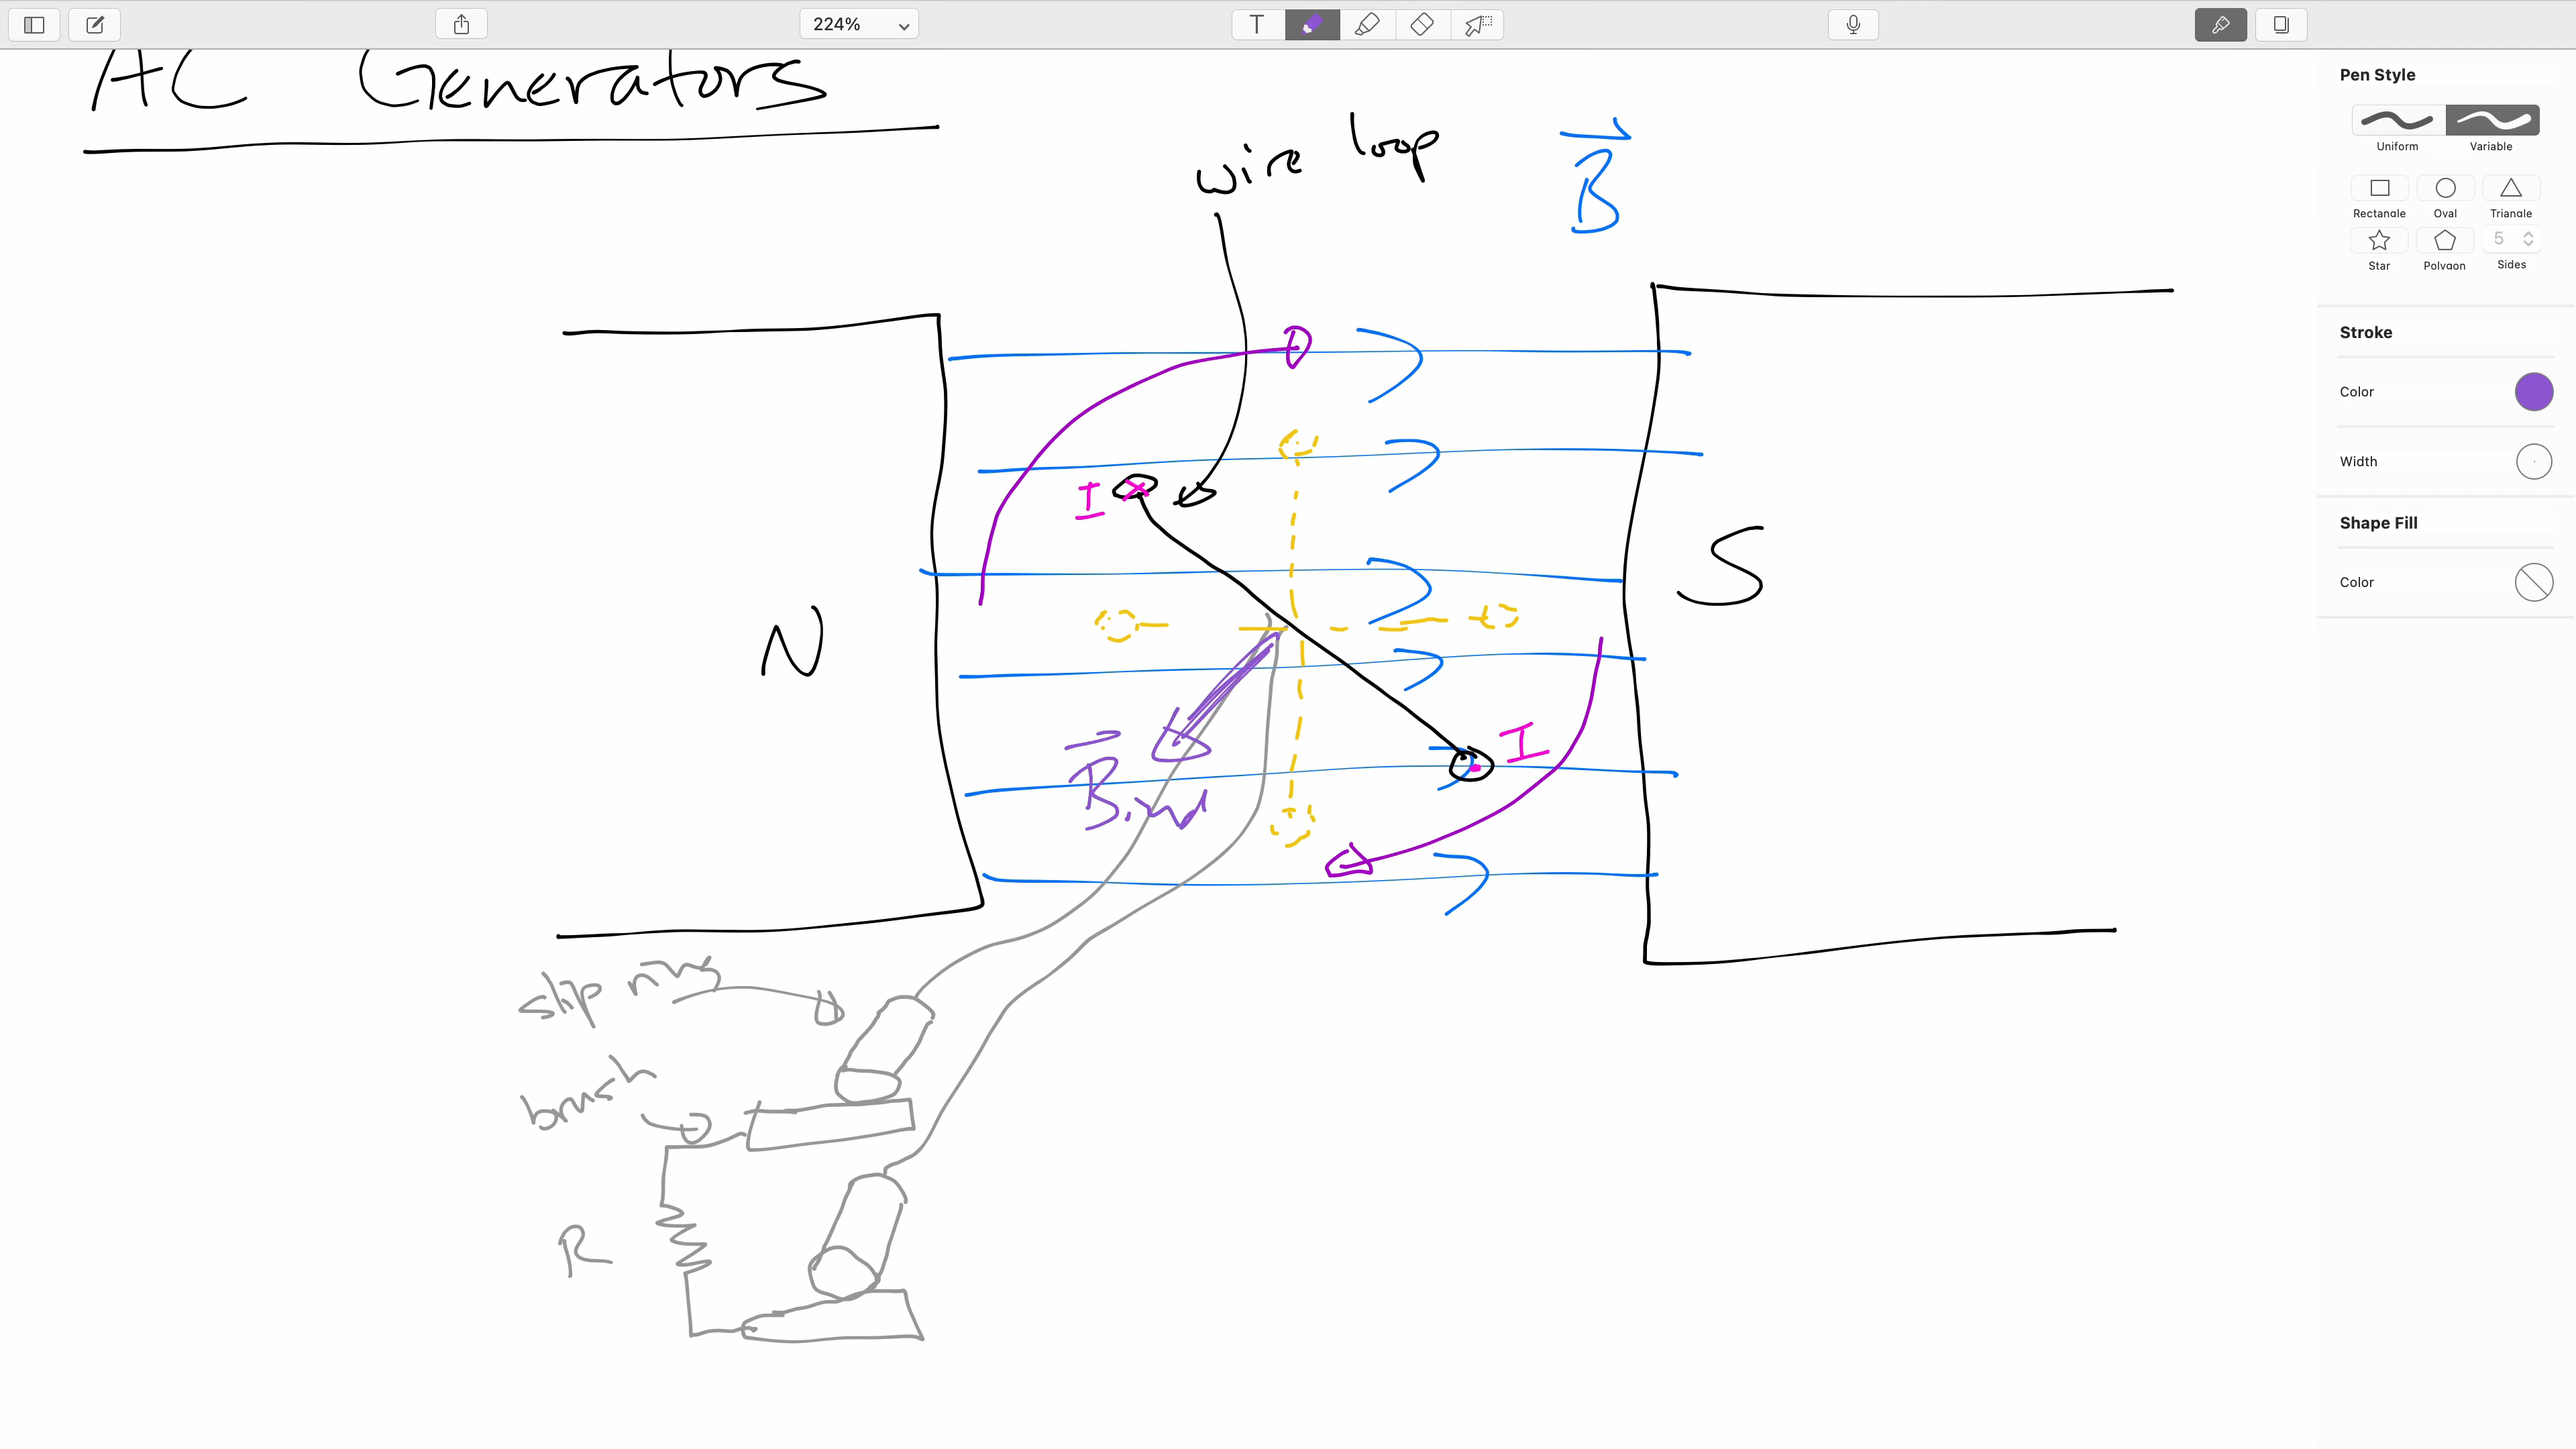 224%
T
Pen Style
Uniform
Variable
Rectangle
Oval
Triangle
Star
Polygon
5
Sides
Stroke
Color
Width
Shape Fill
Color
AC Generators
wire loop
B
I
S
N
I
B ind
slip rings
brush
R